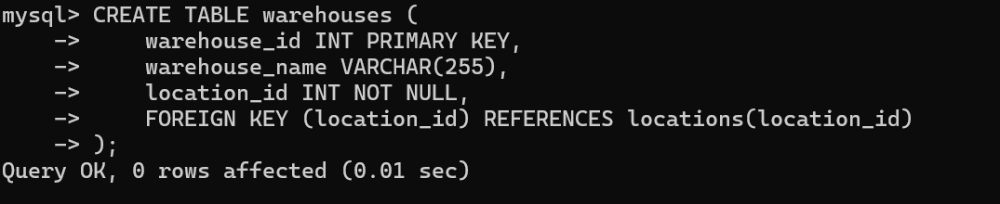 mysql> CREATE TABLE warehouses (
    ->     warehouse_id INT PRIMARY KEY,
    ->     warehouse_name VARCHAR(255),
    ->     location_id INT NOT NULL,
    ->     FOREIGN KEY (location_id) REFERENCES locations(location_id)
    -> );
Query OK, 0 rows affected (0.01 sec)